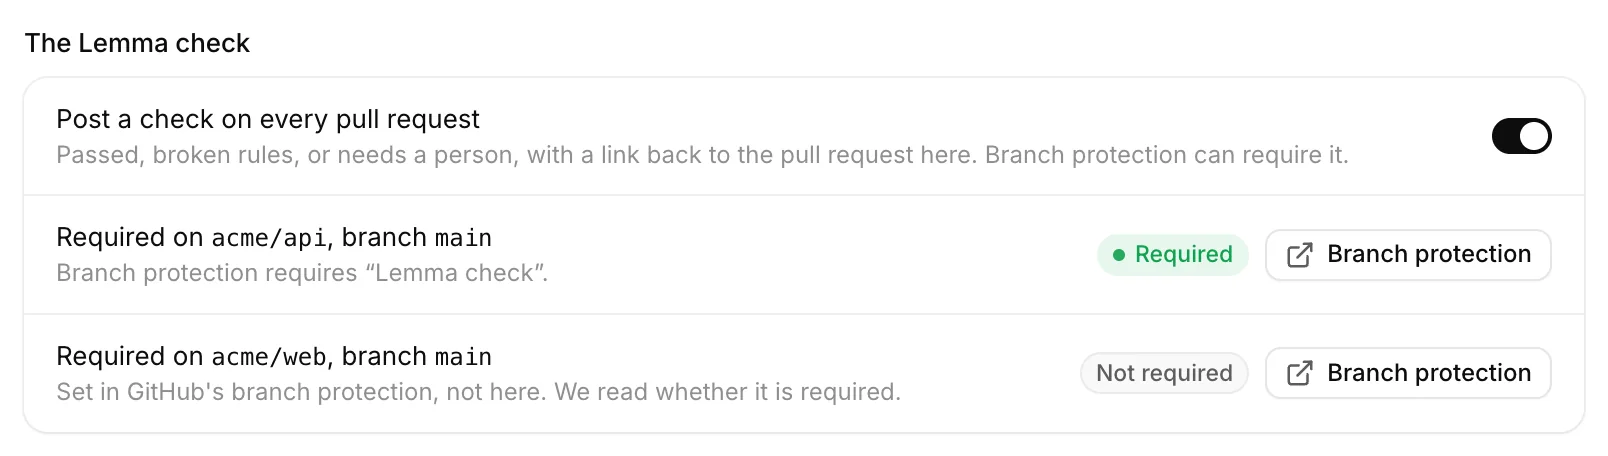 The Lemma check
Post a check on every pull request
Passed, broken rules, or needs a person, with a link back to the pull request here. Branch protection can require it.
Required on acme/api, branch main
Branch protection requires “Lemma check”.
Required
Branch protection
Required on acme/web, branch main
Set in GitHub's branch protection, not here. We read whether it is required.
Not required
Branch protection